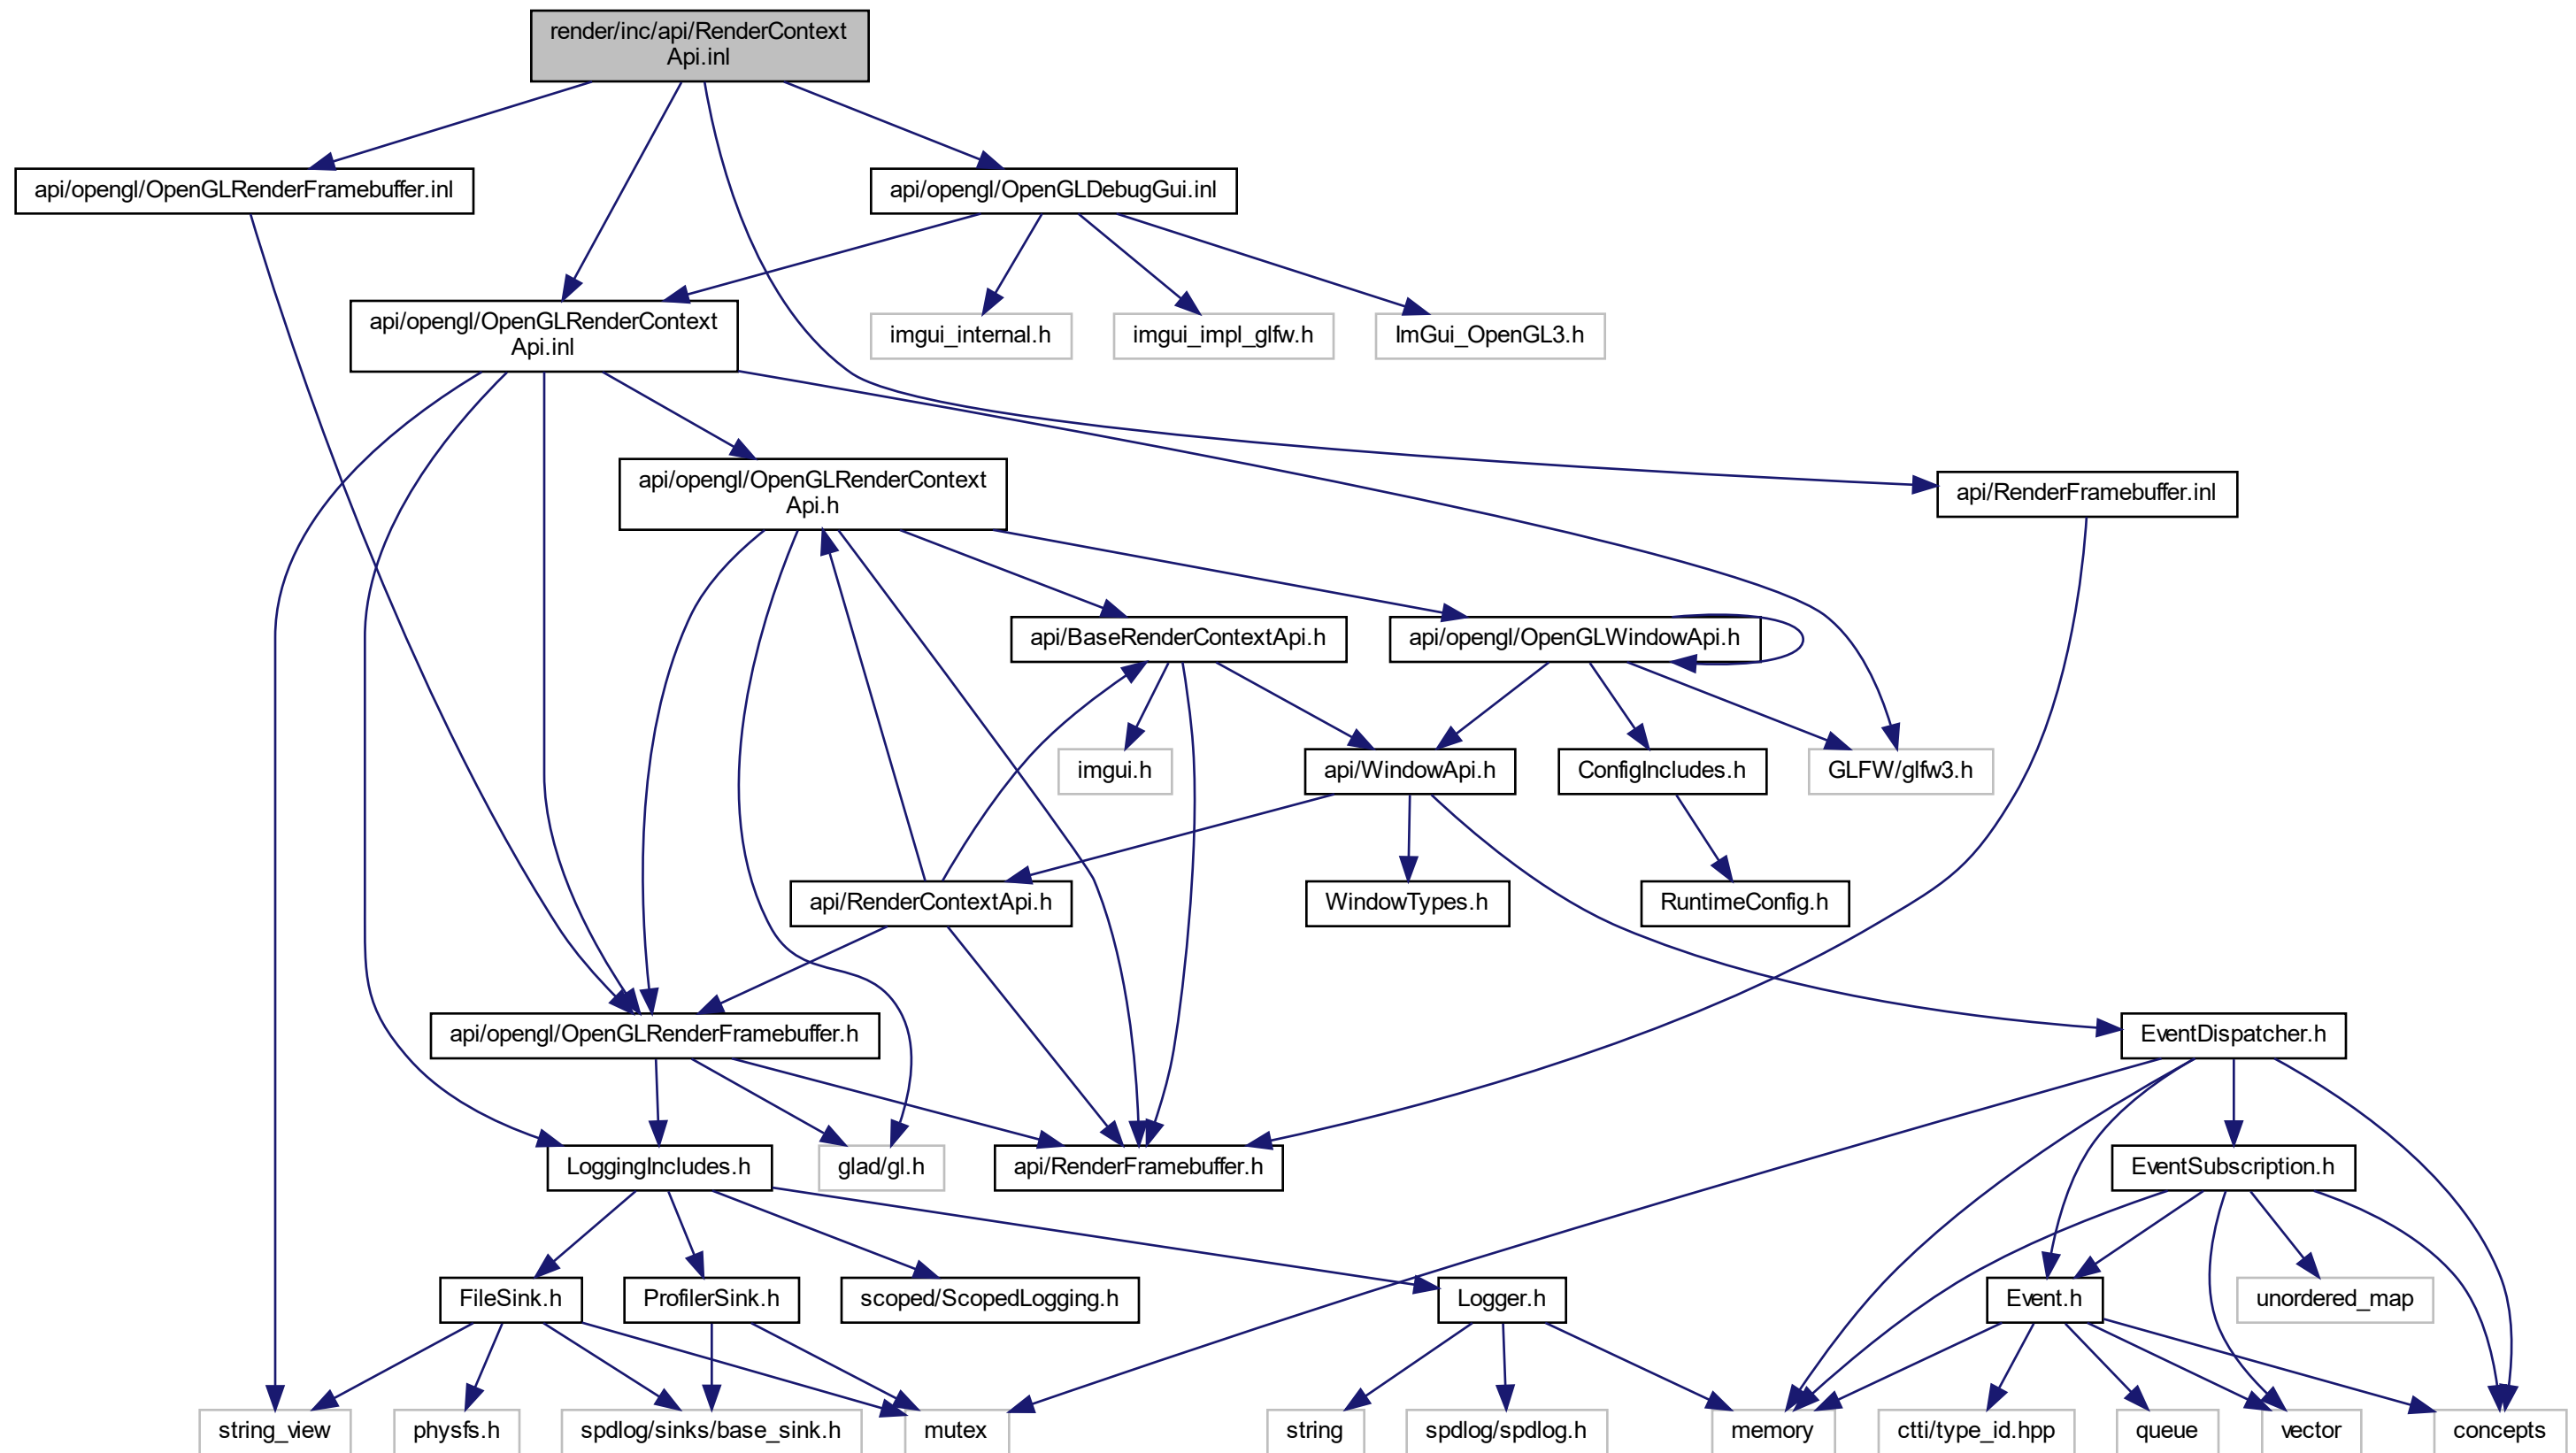 render/inc/api/RenderContext
Api.inl
api/opengl/OpenGLRenderFramebuffer.inl
api/opengl/OpenGLDebugGui.inl
api/opengl/OpenGLRenderContext
Api.inl
imgui_internal.h
imgui_impl_glfw.h
ImGui_OpenGL3.h
api/opengl/OpenGLRenderContext
Api.h
api/RenderFramebuffer.inl
api/BaseRenderContextApi.h
api/opengl/OpenGLWindowApi.h
imgui.h
api/WindowApi.h
ConfigIncludes.h
GLFW/glfw3.h
api/RenderContextApi.h
WindowTypes.h
RuntimeConfig.h
api/opengl/OpenGLRenderFramebuffer.h
EventDispatcher.h
LoggingIncludes.h
glad/gl.h
api/RenderFramebuffer.h
EventSubscription.h
FileSink.h
ProfilerSink.h
scoped/ScopedLogging.h
Logger.h
Event.h
unordered_map
string_view
physfs.h
spdlog/sinks/base_sink.h
mutex
string
spdlog/spdlog.h
memory
ctti/type_id.hpp
queue
vector
concepts